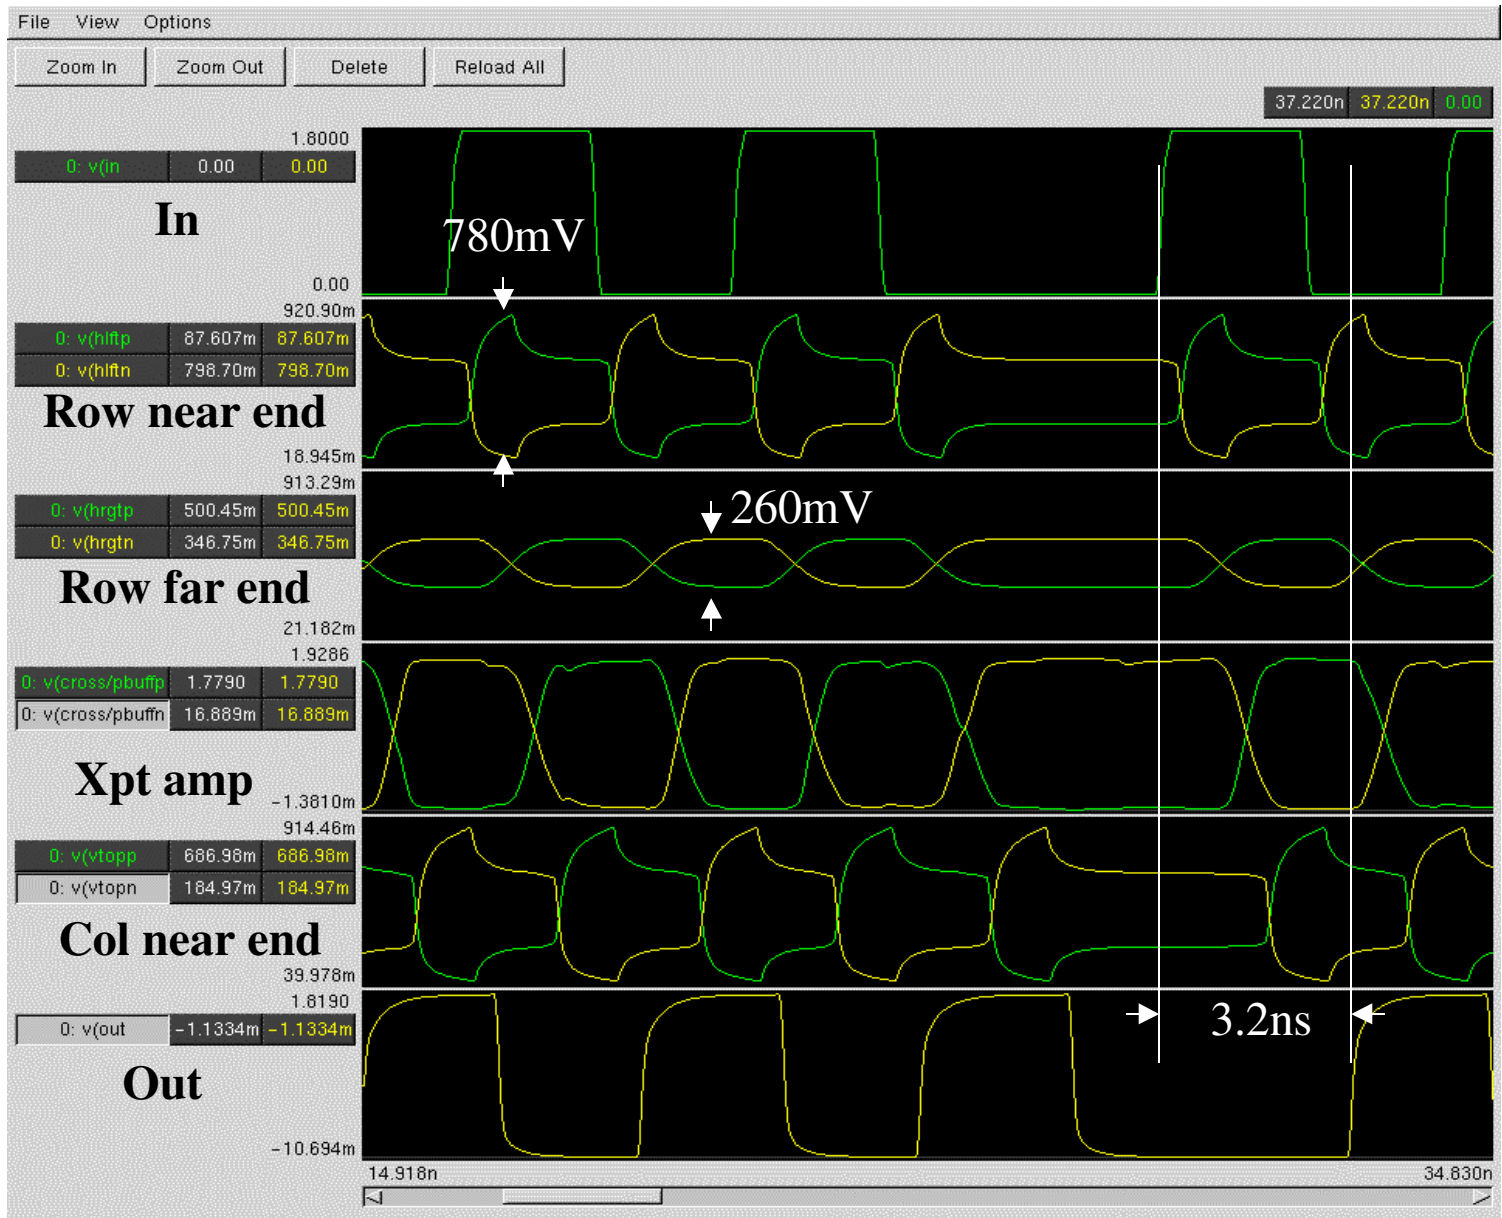 File View Options
Zoom In Zoom Out Delete Reload All
37.220n 37.220n 0.00
1.8000
0: v(in 0.00 0.00
In
780mV
0.00
920.90m
0: v(hlftp 87.607m 87.607m
0: v(hlftn 798.70m 798.70m
Row near end
18.945m
913.29m
0: v(hrgtp 500.45m 500.45m
260mV
0: v(hrgtn 346.75m 346.75m
Row far end
21.182m
1.9286
0: v(cross/pbuffp 1.7790 1.7790
0: v(cross/pbuffn 16.889m 16.889m
Xpt amp
-1.3810m
914.46m
0: v(vtopp 686.98m 686.98m
0: v(vtopn 184.97m 184.97m
Col near end
39.978m
1.8190
0: v(out -1.1334m -1.1334m
3.2ns
Out
-10.694m
14.918n 34.830n